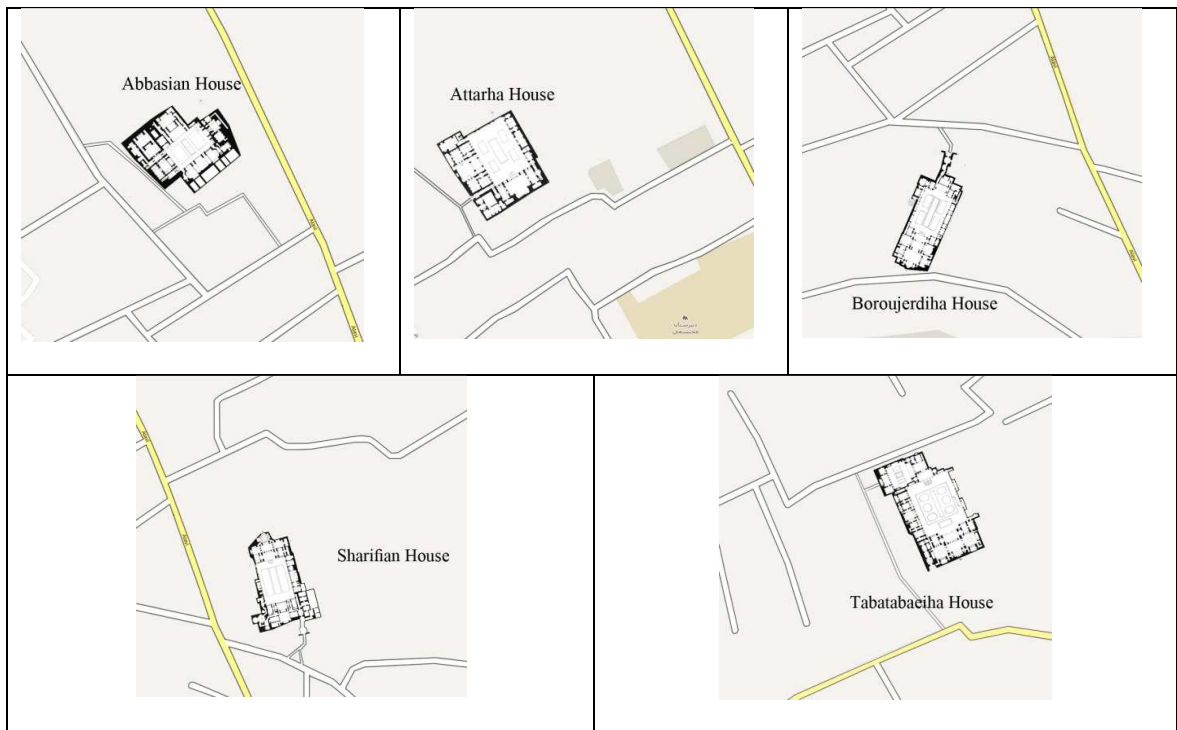 Abbasian House
Attarha House
Boroujerdiha House
Sharifian House
Tabatabaeiha House